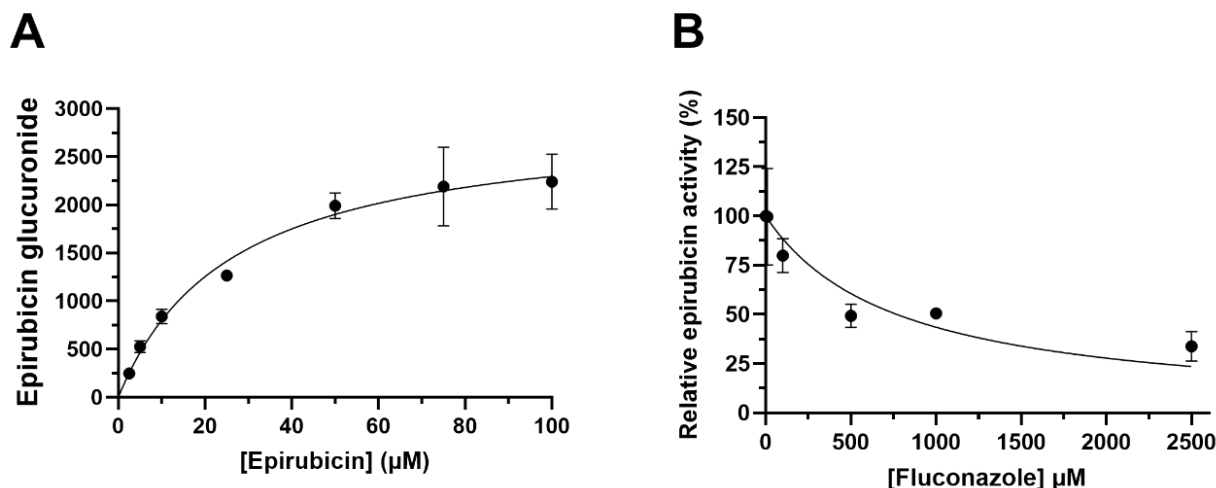 A
Epirubicin glucuronide
3000
2500
2000
1500
1000
500
0
0 20 40 60 80 100
[Epirubicin] (µM)
B
Relative epirubicin activity (%)
150
125
100
75
50
25
0
0 500 1000 1500 2000 2500
[Fluconazole] µM